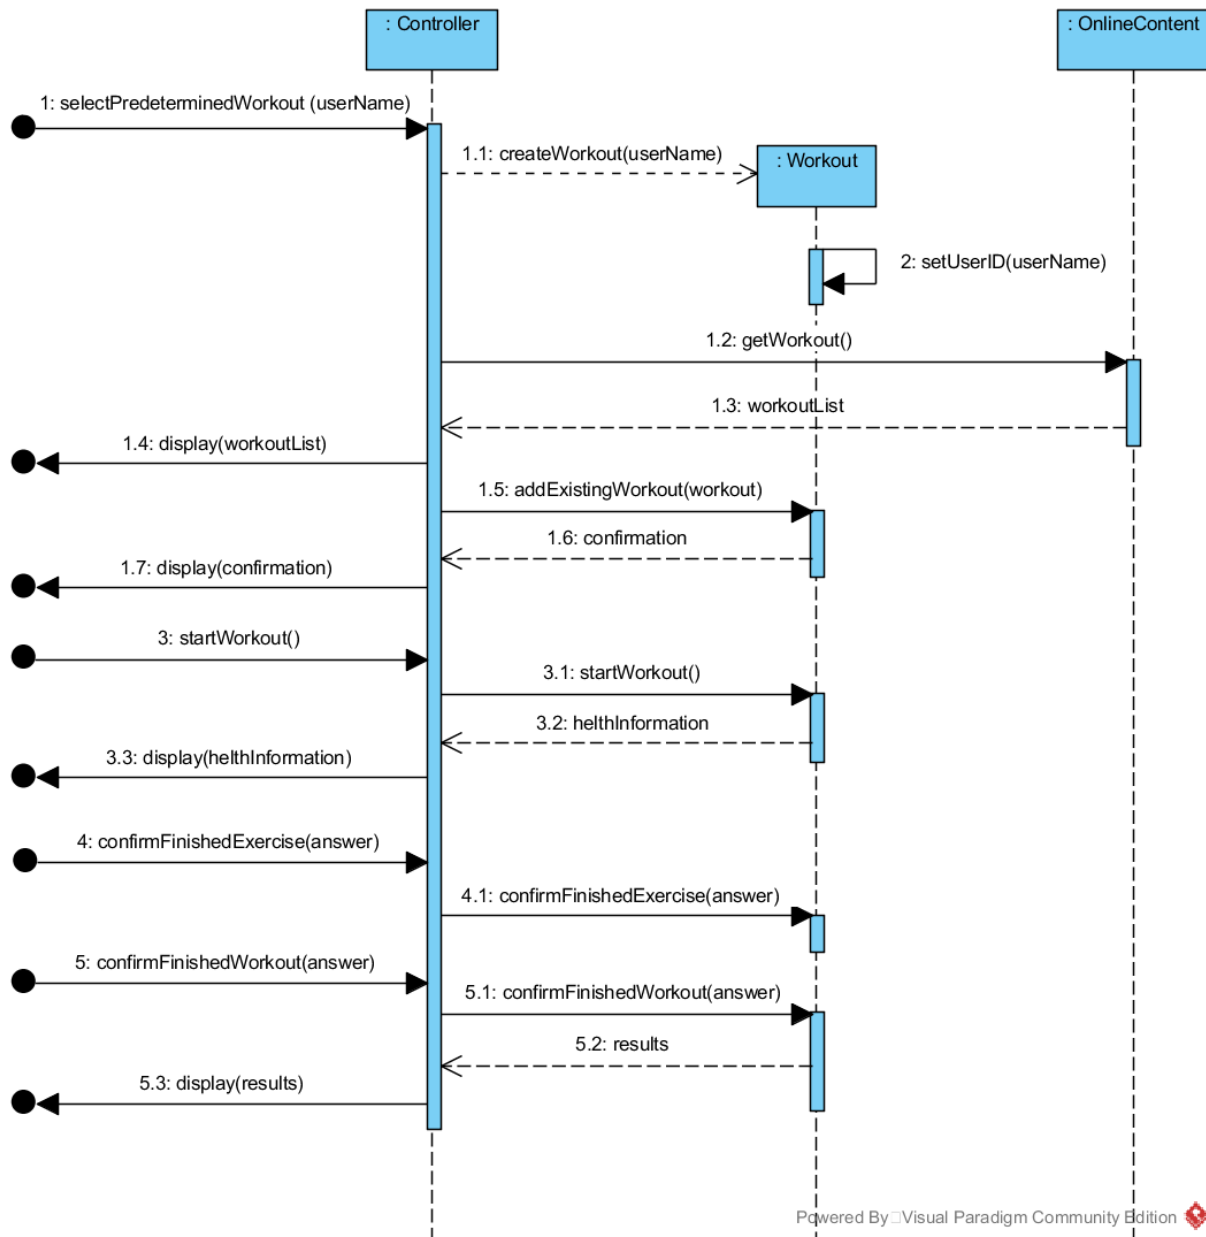 : Controller
: OnlineContent
1: selectPredeterminedWorkout (userName)
1.1: createWorkout(userName)
: Workout
2: setUserID(userName)
1.2: getWorkout()
1.3: workoutList
1.4: display(workoutList)
1.5: addExistingWorkout(workout)
1.6: confirmation
1.7: display(confirmation)
3: startWorkout()
3.1: startWorkout()
3.2: helthInformation
3.3: display(helthInformation)
4: confirmFinishedExercise(answer)
4.1: confirmFinishedExercise(answer)
5: confirmFinishedWorkout(answer)
5.1: confirmFinishedWorkout(answer)
5.2: results
5.3: display(results)
Powered By Visual Paradigm Community Edition